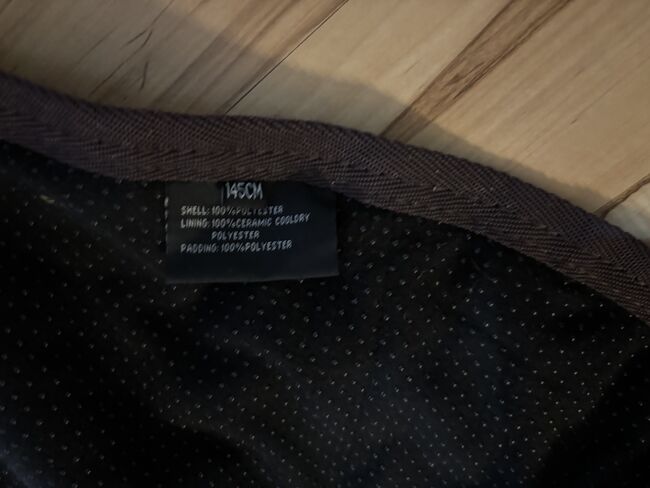 145CM
SHELL: 100%POLYESTER
LINING: 100%CERAMIC COOLDRY
POLYESTER
PADDING: 100%POLYESTER